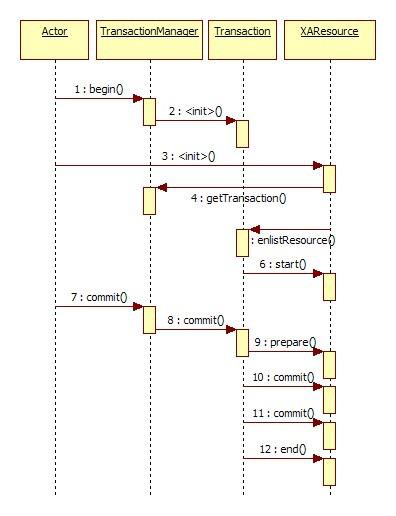 Actor TransactionManager Transaction XAResource
1 : begin()
2 : <init>()
3 : <init>()
4 : getTransaction()
: enlistResource()
6 : start()
7 : commit()
8 : commit()
9 : prepare()
10 : commit()
11 : commit()
12 : end()